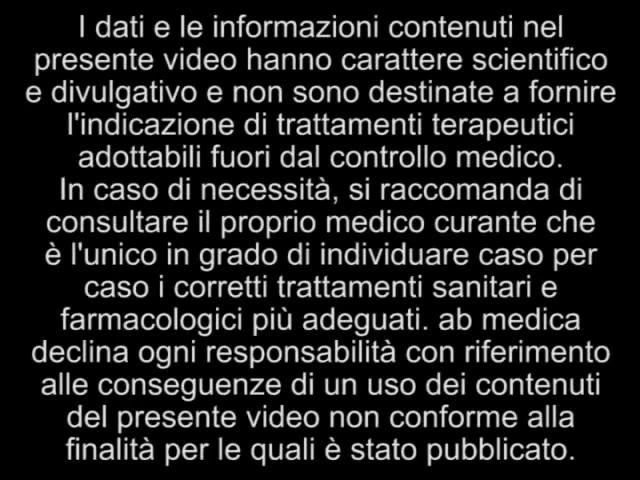 I dati e le informazioni contenuti nel
presente video hanno carattere scientifico
e divulgativo e non sono destinate a fornire
l'indicazione di trattamenti terapeutici
adottabili fuori dal controllo medico.
In caso di necessità, si raccomanda di
consultare il proprio medico curante che
è l'unico in grado di individuare caso per
caso i corretti trattamenti sanitari e
farmacologici più adeguati. ab medica
declina ogni responsabilità con riferimento
alle conseguenze di un uso dei contenuti
del presente video non conforme alla
finalità per le quali è stato pubblicato.